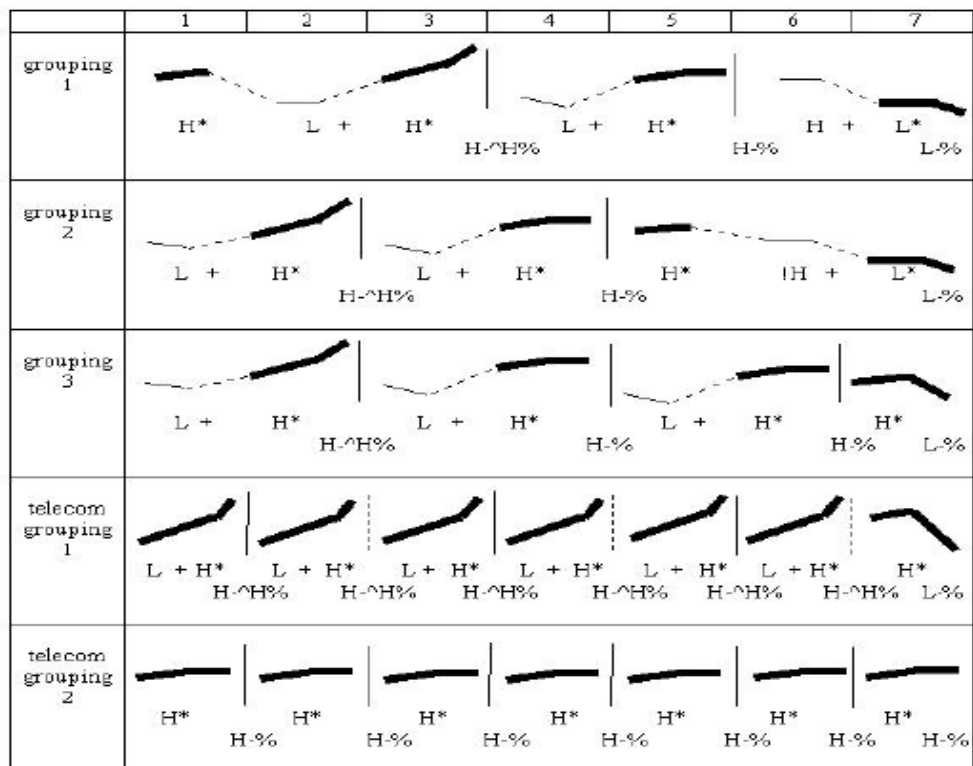 1 2 3 4 5 6 7
grouping
1
H* L + H* L + H* H + L*
H-^H% H-% L-%
grouping
2
L + H* L + H* H* !H + L*
H-^H% H-% L-%
grouping
3
L + H* L + H* L + H* H*
H-^H% H-% H-% L-%
telecom
grouping
1
L + H* L + H* L + H* L + H* L + H* L + H* H*
H-^H% H-^H% H-^H% H-^H% H-^H% H-^H% L-%
telecom
grouping
2
H* H* H* H* H* H* H*
H-% H-% H-% H-% H-% H-% H-%